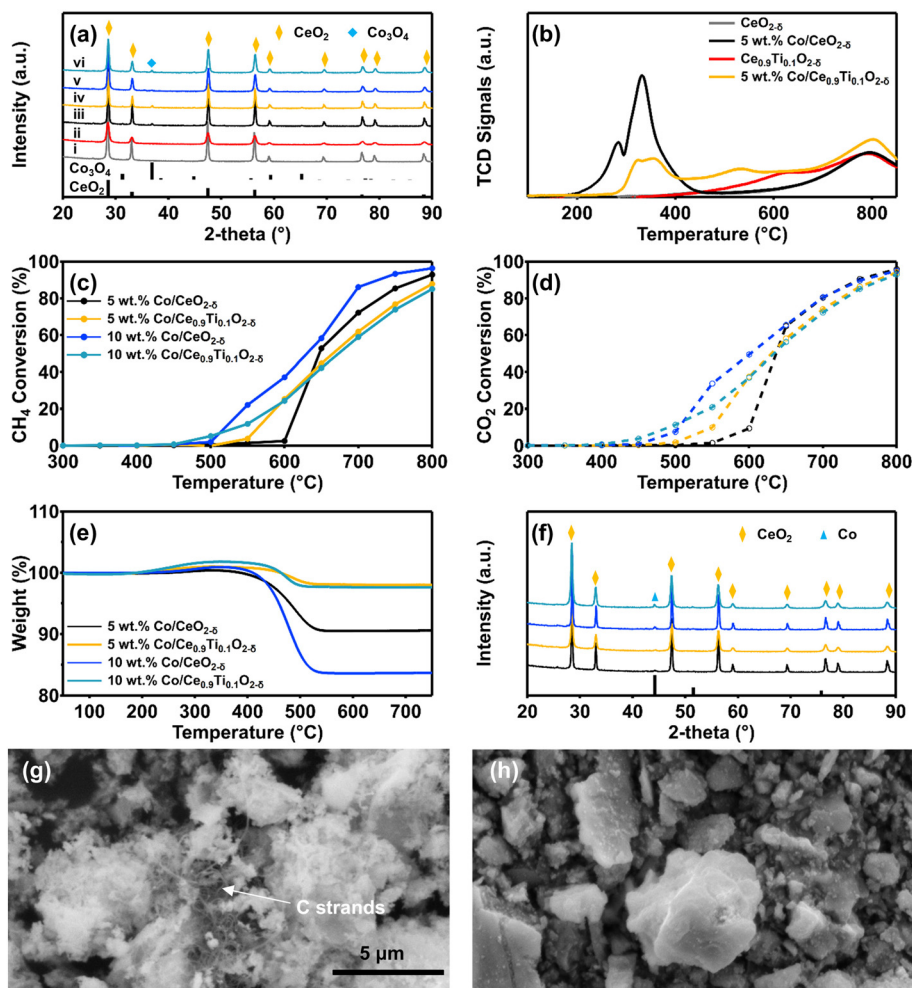 (a)
CeO2
Co3O4
vi
v
iv
iii
ii
i
Co3O4
CeO2
Intensity (a.u.)
20 30 40 50 60 70 80 90
2-theta (°)
(b)
CeO2-δ
5 wt.% Co/CeO2-δ
Ce0.9Ti0.1O2-δ
5 wt.% Co/Ce0.9Ti0.1O2-δ
TCD Signals
200 400 600 800
Temperature (°C)
(c)
5 wt.% Co/CeO2-δ
5 wt.% Co/Ce0.9Ti0.1O2-δ
10 wt.% Co/CeO2-δ
10 wt.% Co/Ce0.9Ti0.1O2-δ
CH4 Conversion (%)
100
80
60
40
20
0
300 400 500 600 700 800
Temperature (°C)
(d)
CO2 Conversion (%)
100
80
60
40
20
0
300 400 500 600 700 800
Temperature (°C)
(e)
110
100
90
80
Weight (%)
5 wt.% Co/CeO2-δ
5 wt.% Co/Ce0.9Ti0.1O2-δ
10 wt.% Co/CeO2-δ
10 wt.% Co/Ce0.9Ti0.1O2-δ
100 200 300 400 500 600 700
Temperature (°C)
(f)
CeO2
Co
Intensity (a.u.)
20 30 40 50 60 70 80 90
2-theta (°)
(g)
C strands
5 µm
(h)